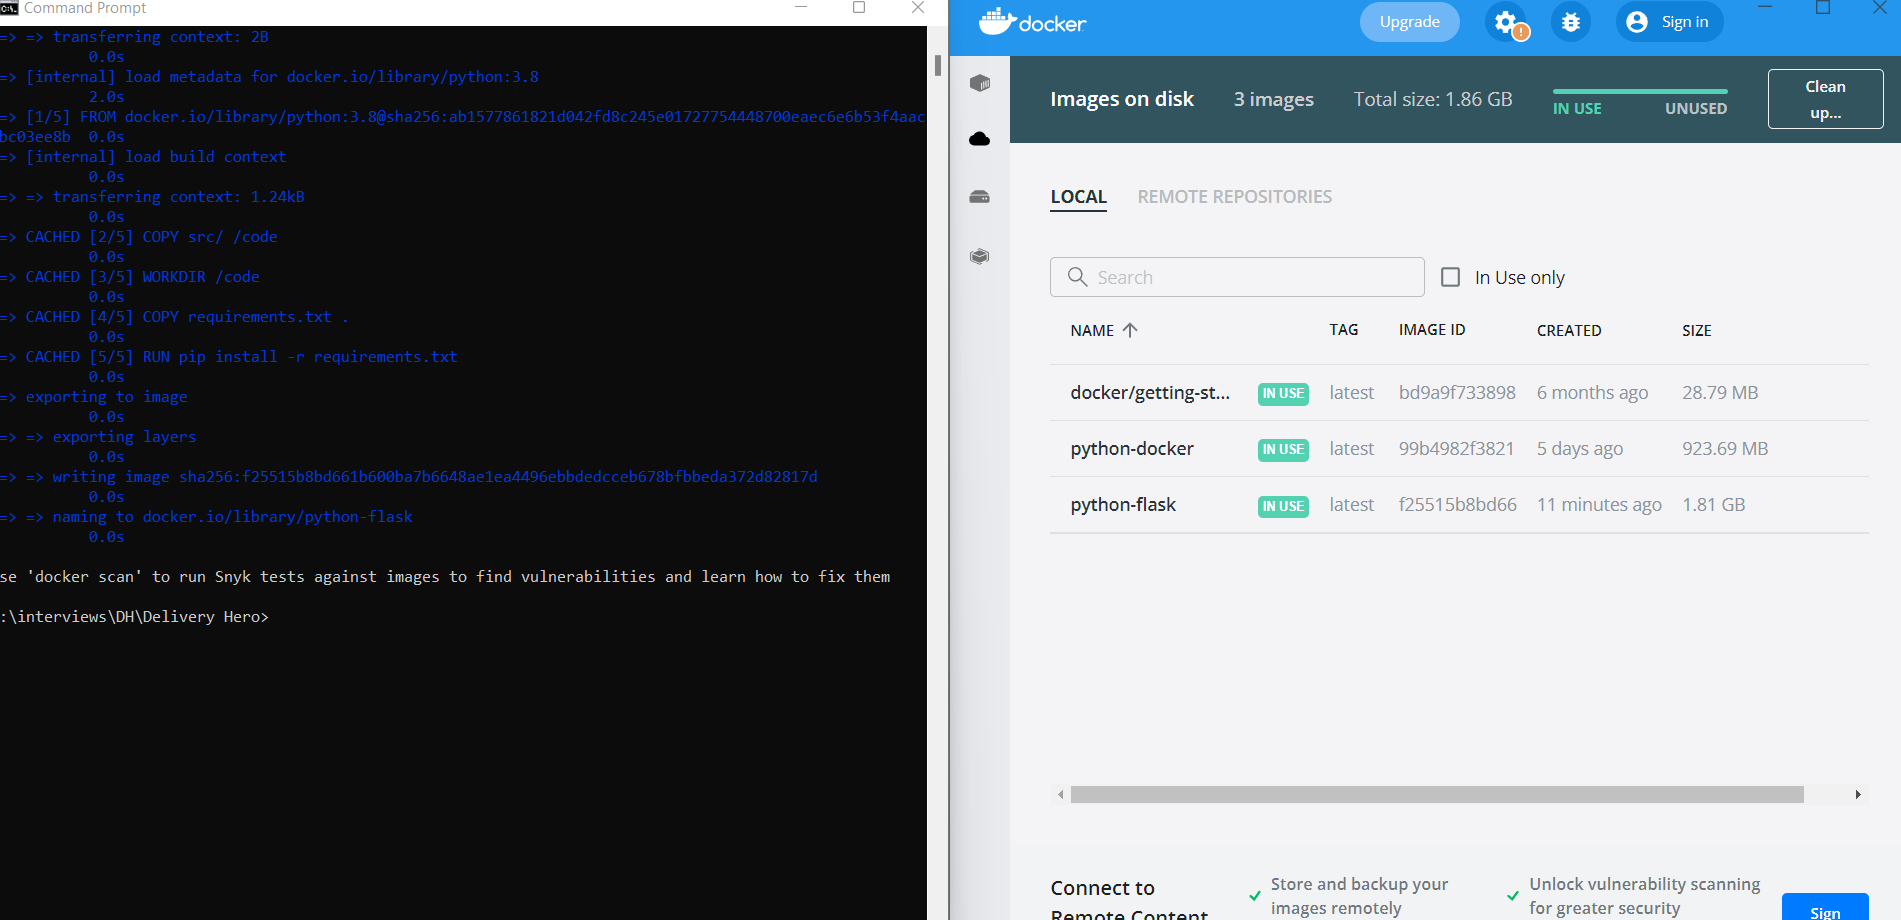 Command Prompt
=> => transferring context: 2B
0.0s
=> [internal] load metadata for docker.io/library/python:3.8
2.0s
=> [1/5] FROM docker.io/library/python:3.8@sha256:ab1577861821d042fd8c245e01727754448700eaec6e6b53f4aac
bc03ee8b 0.0s
=> [internal] load build context
0.0s
=> => transferring context: 1.24kB
0.0s
=> CACHED [2/5] COPY src/ /code
0.0s
=> CACHED [3/5] WORKDIR /code
0.0s
=> CACHED [4/5] COPY requirements.txt .
0.0s
=> CACHED [5/5] RUN pip install -r requirements.txt
0.0s
=> exporting to image
0.0s
=> => exporting layers
0.0s
=> => writing image sha256:f25515b8bd661b600ba7b6648ae1ea4496ebbdedcceb678bfbbeda372d82817d
0.0s
=> => naming to docker.io/library/python-flask
0.0s
se 'docker scan' to run Snyk tests against images to find vulnerabilities and learn how to fix them
:\interviews\DH\Delivery Hero>
docker
Upgrade
Sign in
Images on disk 3 images Total size: 1.86 GB IN USE UNUSED
Clean
up...
LOCAL REMOTE REPOSITORIES
Search In Use only
NAME TAG IMAGE ID CREATED SIZE
docker/getting-st... IN USE latest bd9a9f733898 6 months ago 28.79 MB
python-docker IN USE latest 99b4982f3821 5 days ago 923.69 MB
python-flask IN USE latest f25515b8bd66 11 minutes ago 1.81 GB
Connect to
Remote Content
Store and backup your
images remotely
Unlock vulnerability scanning
for greater security
Sign